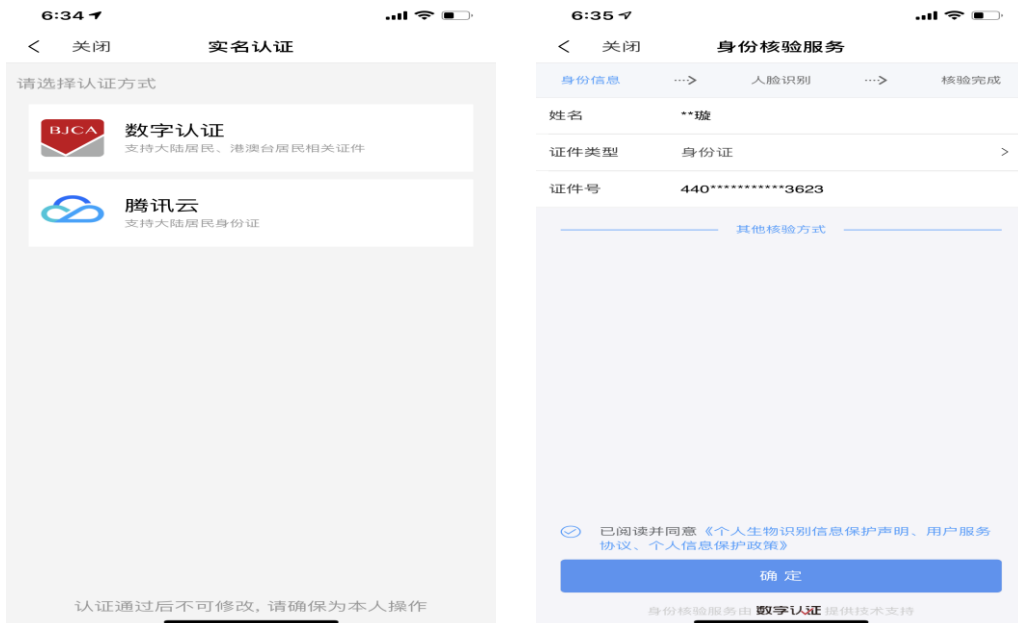 6:34
关闭
实名认证
请选择认证方式
BJCA
数字认证
支持大陆居民、港澳台居民相关证件
腾讯云
支持大陆居民身份证
认证通过后不可修改, 请确保为本人操作
6:35
关闭
身份核验服务
身份信息 ···> 人脸识别 ···> 核验完成
姓名 **璇
证件类型 身份证 >
证件号 440***********3623
其他核验方式
已阅读并同意《个人生物识别信息保护声明、用户服务
协议、个人信息保护政策》
确定
身份核验服务由 数字认证 提供技术支持